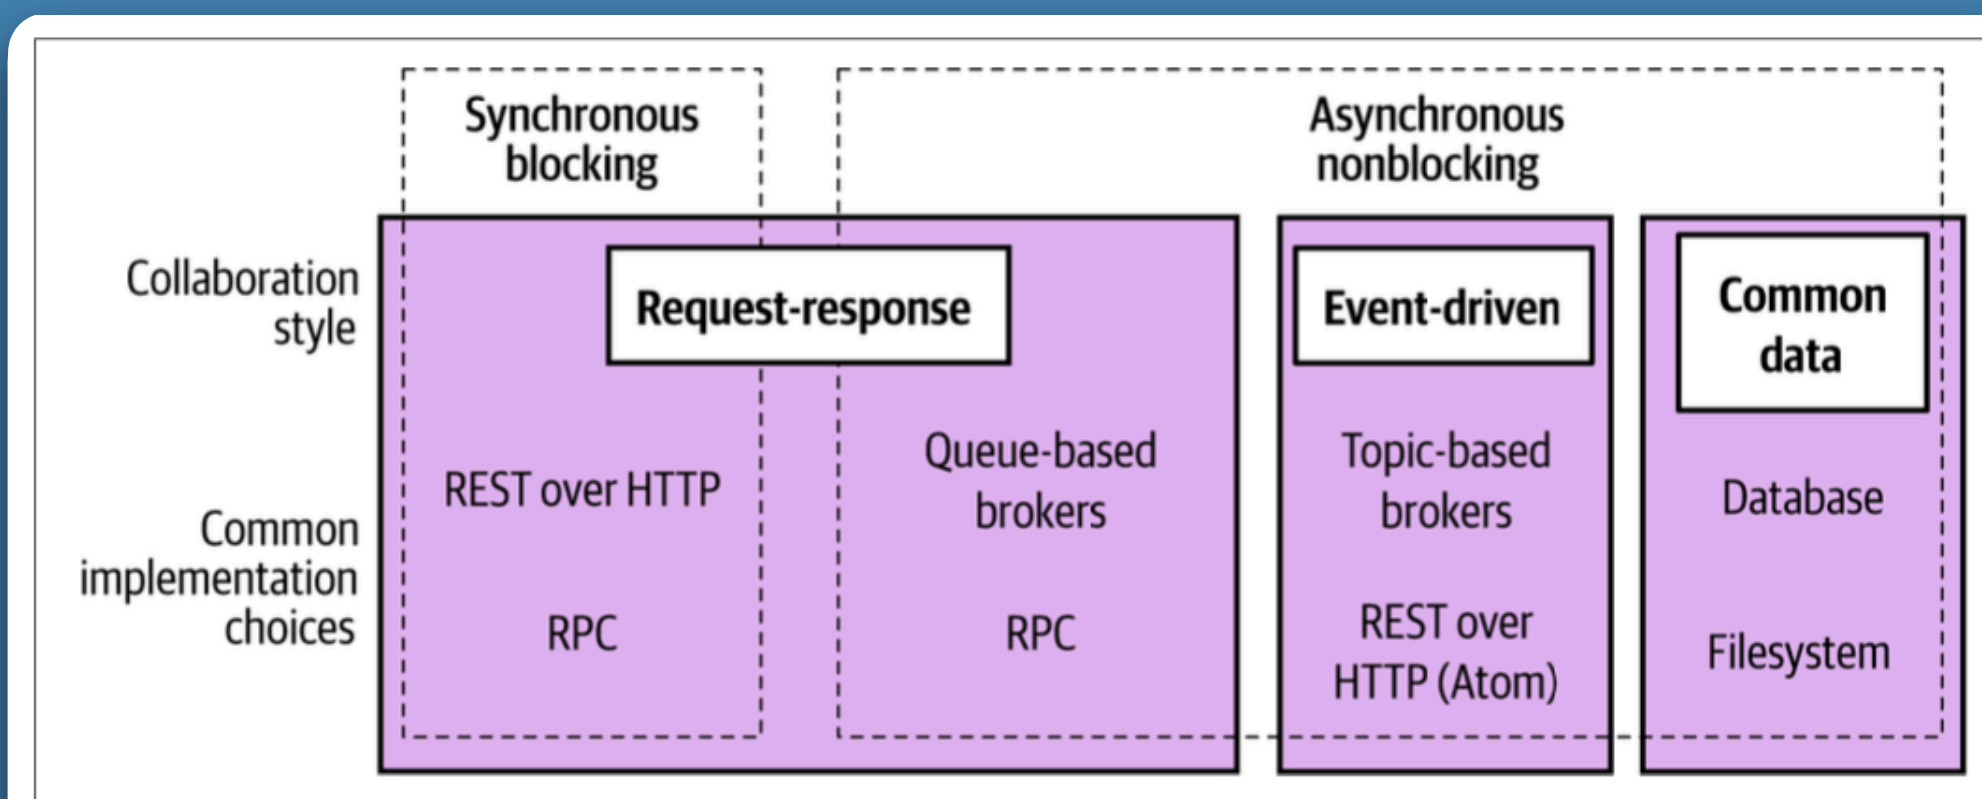 Synchronous
blocking
Asynchronous
nonblocking
Collaboration
style
Request-response
Event-driven
Common
data
Common
implementation
choices
REST over HTTP
RPC
Queue-based
brokers
RPC
Topic-based
brokers
REST over
HTTP (Atom)
Database
Filesystem